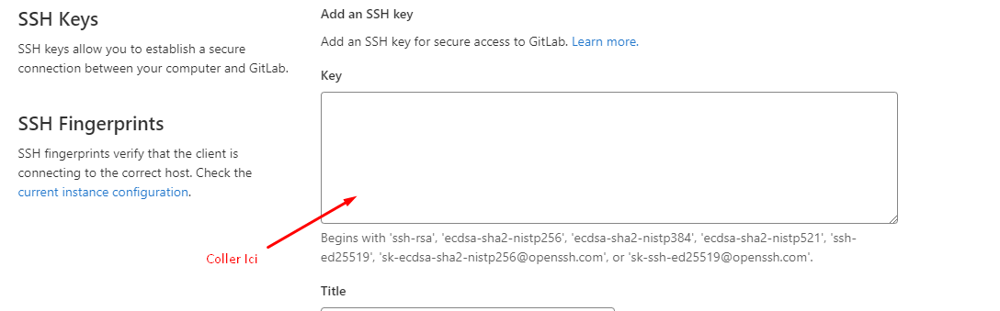 SSH Keys
SSH keys allow you to establish a secure
connection between your computer and GitLab.
SSH Fingerprints
SSH fingerprints verify that the client is
connecting to the correct host. Check the
current instance configuration.
Add an SSH key
Add an SSH key for secure access to GitLab. Learn more.
Key
Coller Ici
Begins with 'ssh-rsa', 'ecdsa-sha2-nistp256', 'ecdsa-sha2-nistp384', 'ecdsa-sha2-nistp521', 'ssh-
ed25519', 'sk-ecdsa-sha2-nistp256@openssh.com', or 'sk-ssh-ed25519@openssh.com'.
Title